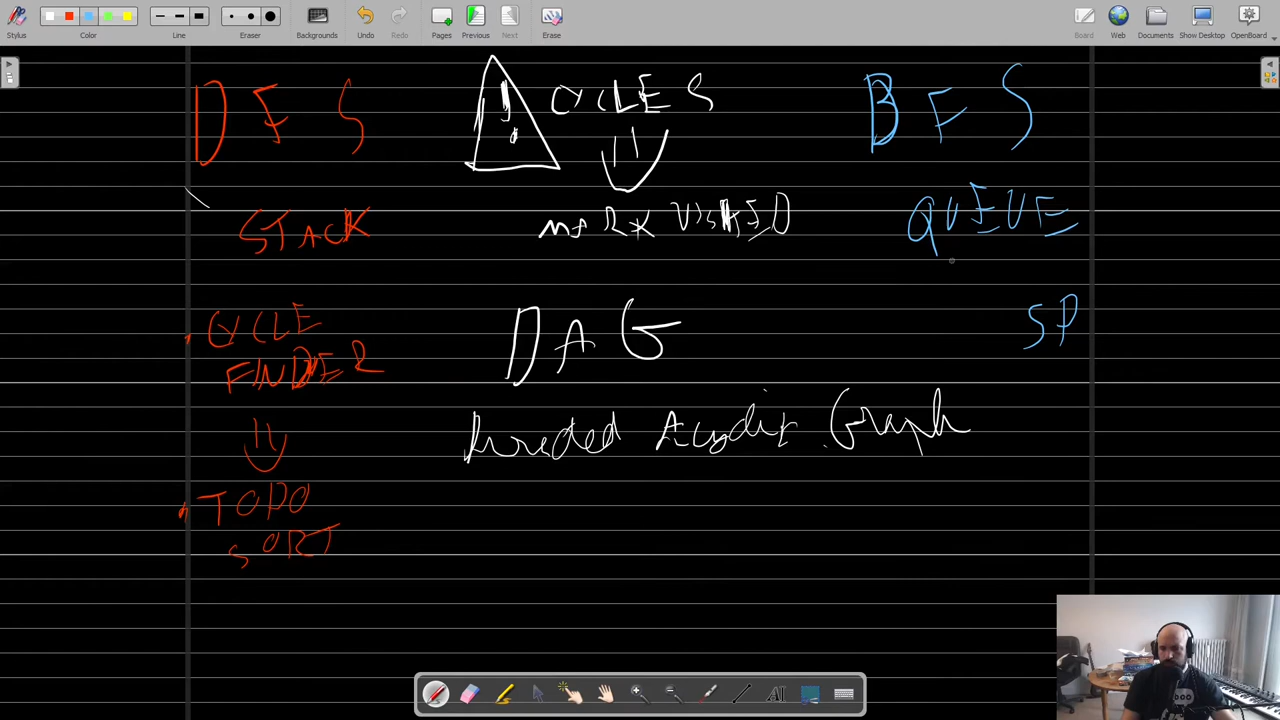 Stylus
Color
Line
Eraser
Backgrounds
Undo
Redo
Pages
Previous
Next
Erase
Board
Web
Documents
Show Desktop
OpenBoard
DFS
CYCLES
BFS
STACK
MARK VISITED
QUEUE
CYCLE
FINDER
DAG
SP
Directed Acyclic Graph
TOPO
SORT
AI